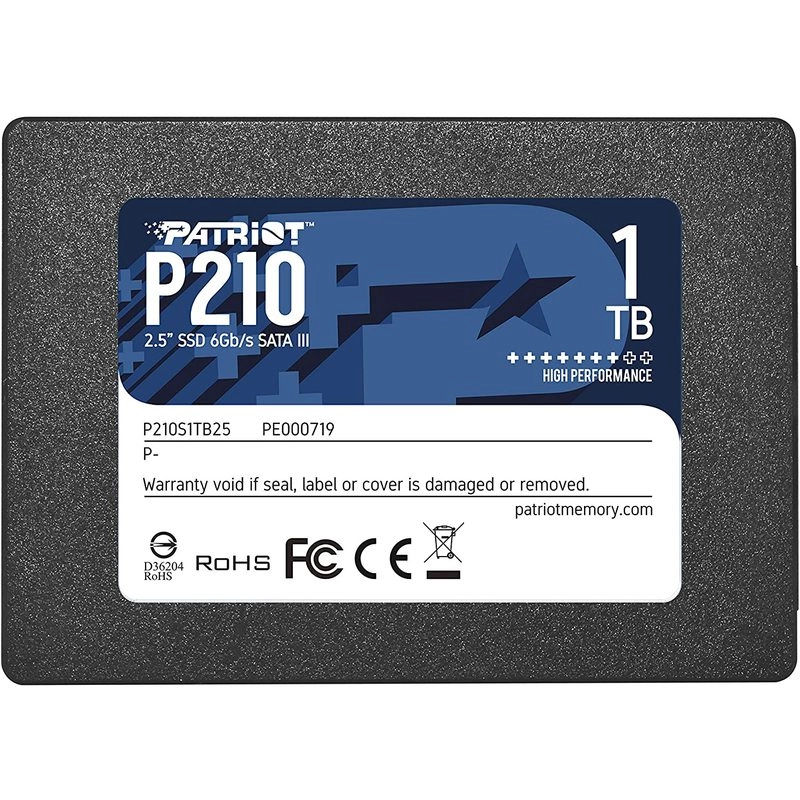 PATRIOT™
P210
2.5” SSD 6Gb/s SATA III
1
TB
HIGH PERFORMANCE
P210S1TB25 PE000719
P-
Warranty void if seal, label or cover is damaged or removed.
patriotmemory.com
D36204
RoHS
RoHS FC CE